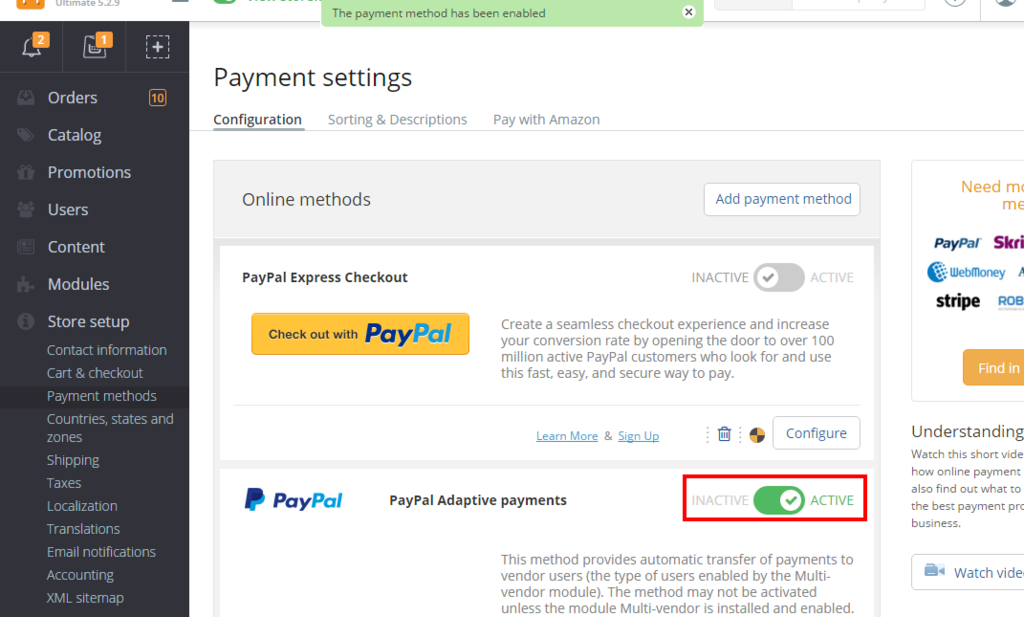 Ultimate 5.2.9
The payment method has been enabled
2
1
Orders
10
Catalog
Promotions
Users
Content
Modules
Store setup
Contact information
Cart & checkout
Payment methods
Countries, states and
zones
Shipping
Taxes
Localization
Translations
Email notifications
Accounting
XML sitemap
Payment settings
Configuration
Sorting & Descriptions
Pay with Amazon
Online methods
Add payment method
PayPal Express Checkout
INACTIVE
ACTIVE
Check out with PayPal
Create a seamless checkout experience and increase
your conversion rate by opening the door to over 100
million active PayPal customers who look for and use
this fast, easy, and secure way to pay.
Learn More & Sign Up
Configure
PayPal
PayPal Adaptive payments
INACTIVE
ACTIVE
This method provides automatic transfer of payments to
vendor users (the type of users enabled by the Multi-
vendor module). The method may not be activated
unless the module Multi-vendor is installed and enabled.
Need mo
me
PayPal Skri
WebMoney
stripe ROB
Find in
Understanding
Watch this short vide
how online payment
also find out what to
the best payment pro
business.
Watch vide